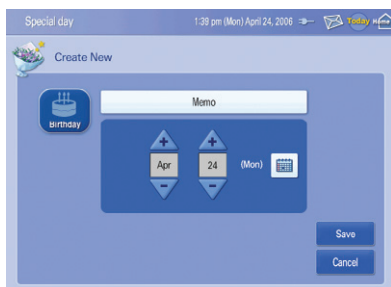 Special day 1:39 pm (Mon) April 24, 2006 Today Home
Create New
Memo
Birthday
Apr 24 (Mon)
Save
Cancel